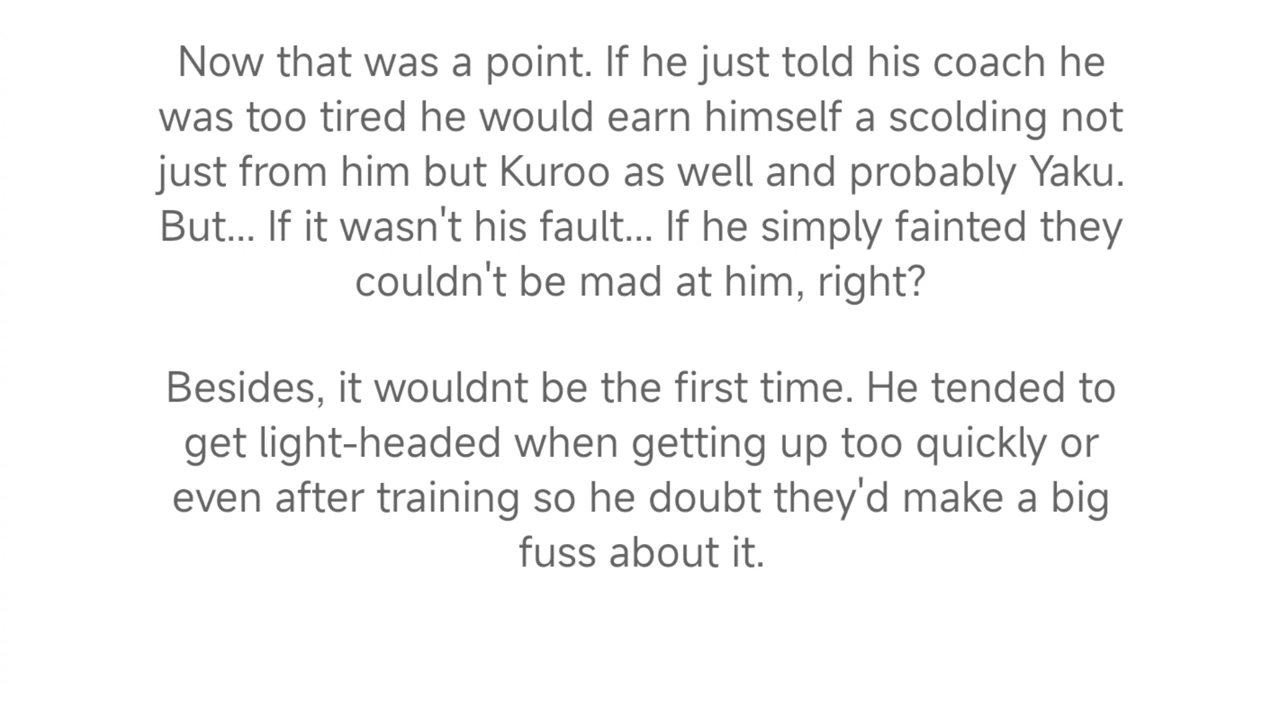 Now that was a point. If he just told his coach he
was too tired he would earn himself a scolding not
just from him but Kuroo as well and probably Yaku.
But... If it wasn't his fault... If he simply fainted they
couldn't be mad at him, right?
Besides, it wouldnt be the first time. He tended to
get light-headed when getting up too quickly or
even after training so he doubt they'd make a big
fuss about it.